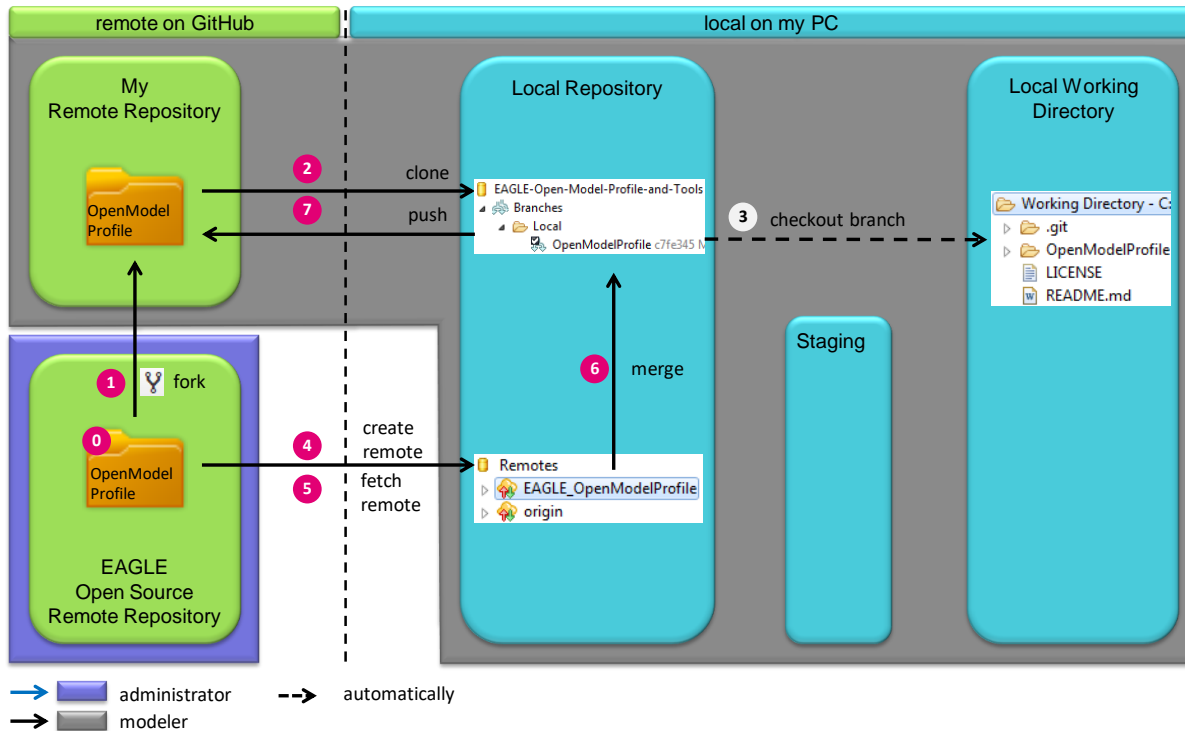 remote on GitHub
local on my PC
My
Remote Repository
OpenModel
Profile
2
clone
7
push
Local Repository
EAGLE-Open-Model-Profile-and-Tools
Branches
Local
OpenModelProfile c7fe345 M
3
checkout branch
Local Working
Directory
Working Directory - C:
.git
OpenModelProfile
LICENSE
README.md
1
fork
0
OpenModel
Profile
EAGLE
Open Source
Remote Repository
4
create
remote
5
fetch
remote
6
merge
Remotes
EAGLE_OpenModelProfile
origin
Staging
administrator
automatically
modeler